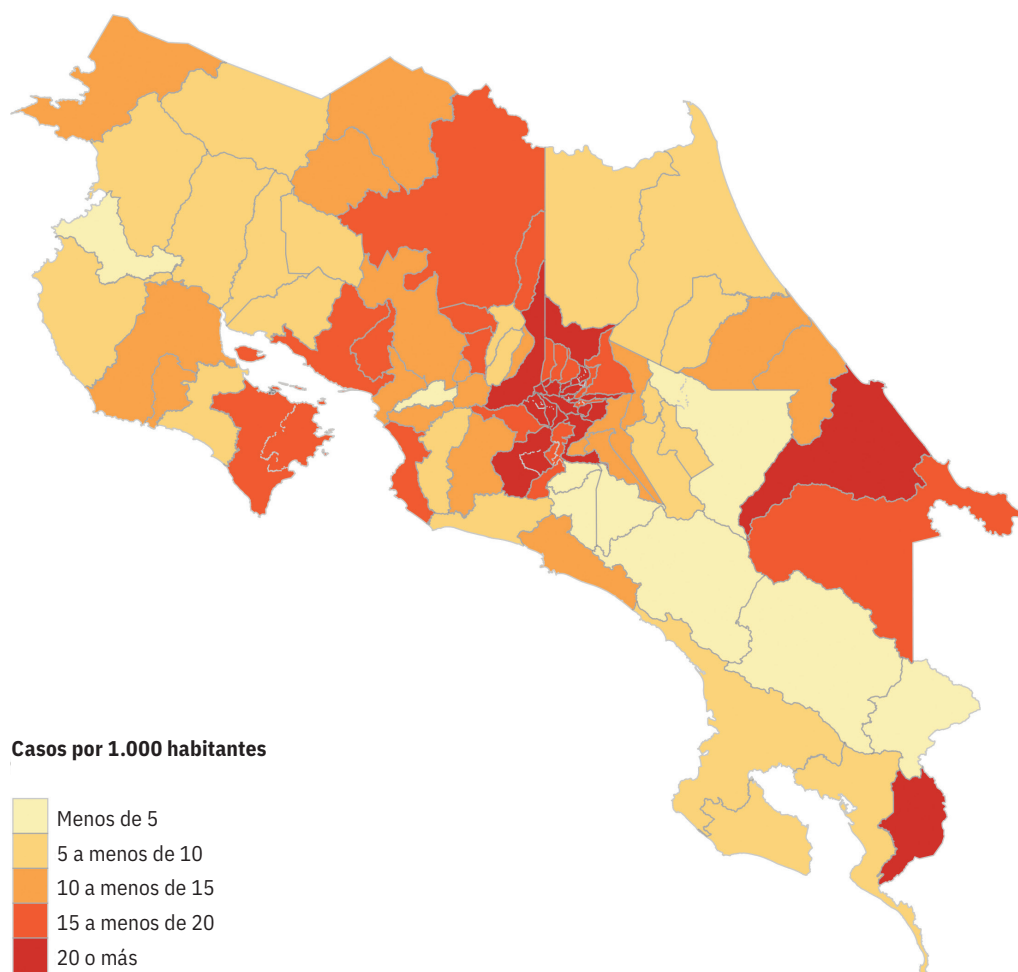 Casos por 1.000 habitantes
Menos de 5
5 a menos de 10
10 a menos de 15
15 a menos de 20
20 o más